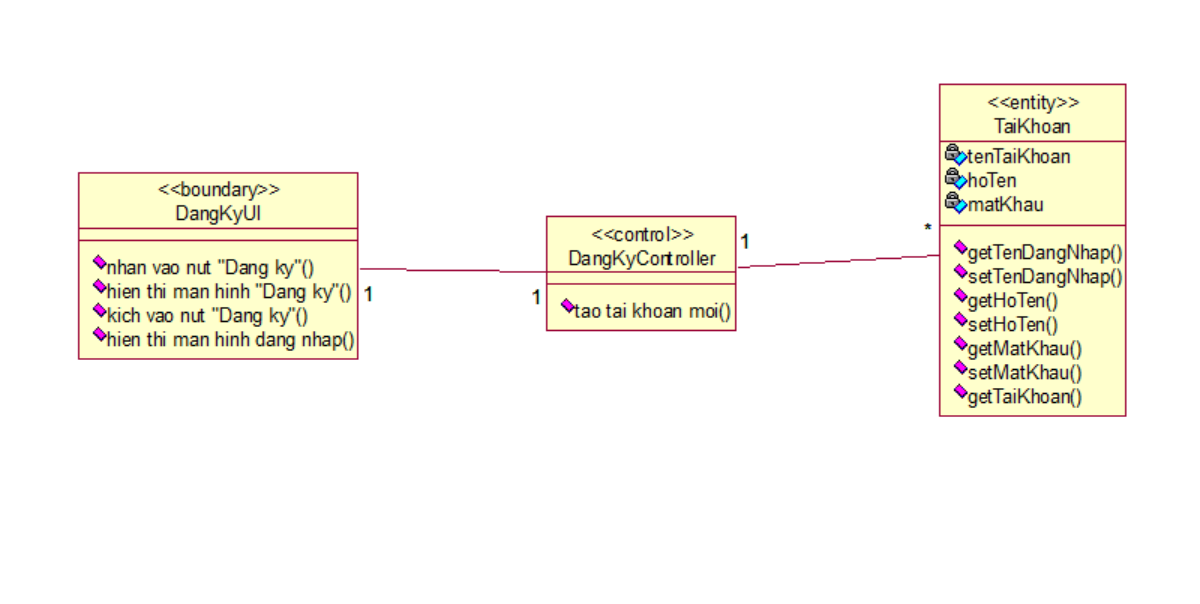 <<boundary>>
DangKyUI
nhan vao nut "Dang ky"()
hien thi man hinh "Dang ky"()
kich vao nut "Dang ky"()
hien thi man hinh dang nhap()
1
1
<<control>>
DangKyController
tao tai khoan moi()
1
*
<<entity>>
TaiKhoan
tenTaiKhoan
hoTen
matKhau
getTenDangNhap()
setTenDangNhap()
getHoTen()
setHoTen()
getMatKhau()
setMatKhau()
getTaiKhoan()